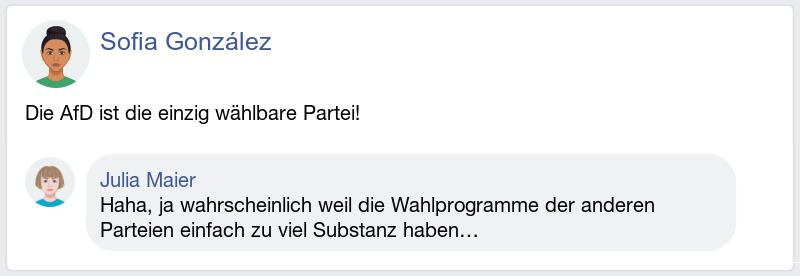 Sofia González
Die AfD ist die einzig wählbare Partei!
Julia Maier
Haha, ja wahrscheinlich weil die Wahlprogramme der anderen
Parteien einfach zu viel Substanz haben…